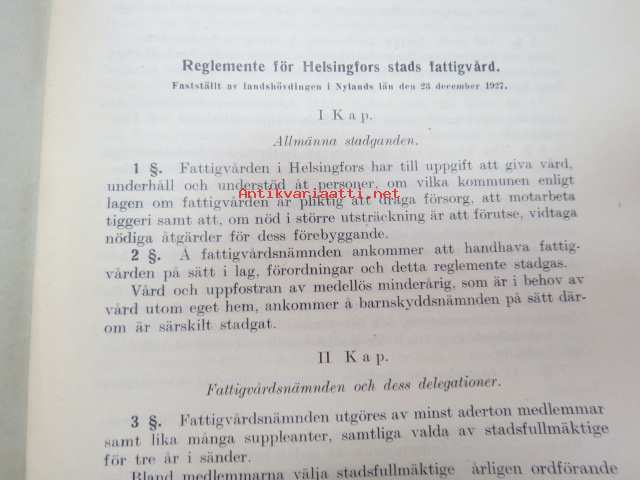 Reglemente för Helsingfors stads fattigvård.
Fastställt av landshövdingen i Nylands län den 23 december 1927.
I Kap.
Allmänna stadganden.
1 §. Fattigvården i Helsingfors har till uppgift att giva vård,
underhåll och understöd åt personer, om vilka kommunen enligt
Antikvariaatti.net
lagen om fattigvården är pliktig att draga försorg, att motarbeta
tiggeri samt att, om nöd i större utsträckning är att förutse, vidtaga
nödiga åtgärder för dess förebyggande.
2 §. Å fattigvårdsnämnden ankommer att handhava fattig-
vården på sätt i lag, förordningar och detta reglemente stadgas.
Vård och uppfostran av medellös minderårig, som är i behov av
vård utom eget hem, ankommer å barnskyddsnämnden på sätt där-
om är särskilt stadgat.
II Kap.
Fattigvårdsnämnden och dess delegationer.
3 §. Fattigvårdsnämnden utgöres av minst aderton medlemmar
samt lika många suppleanter, samtliga valda av stadsfullmäktige
för tre år i sänder.
Bland medlemmarna välja stadsfullmäktige årligen ordförande